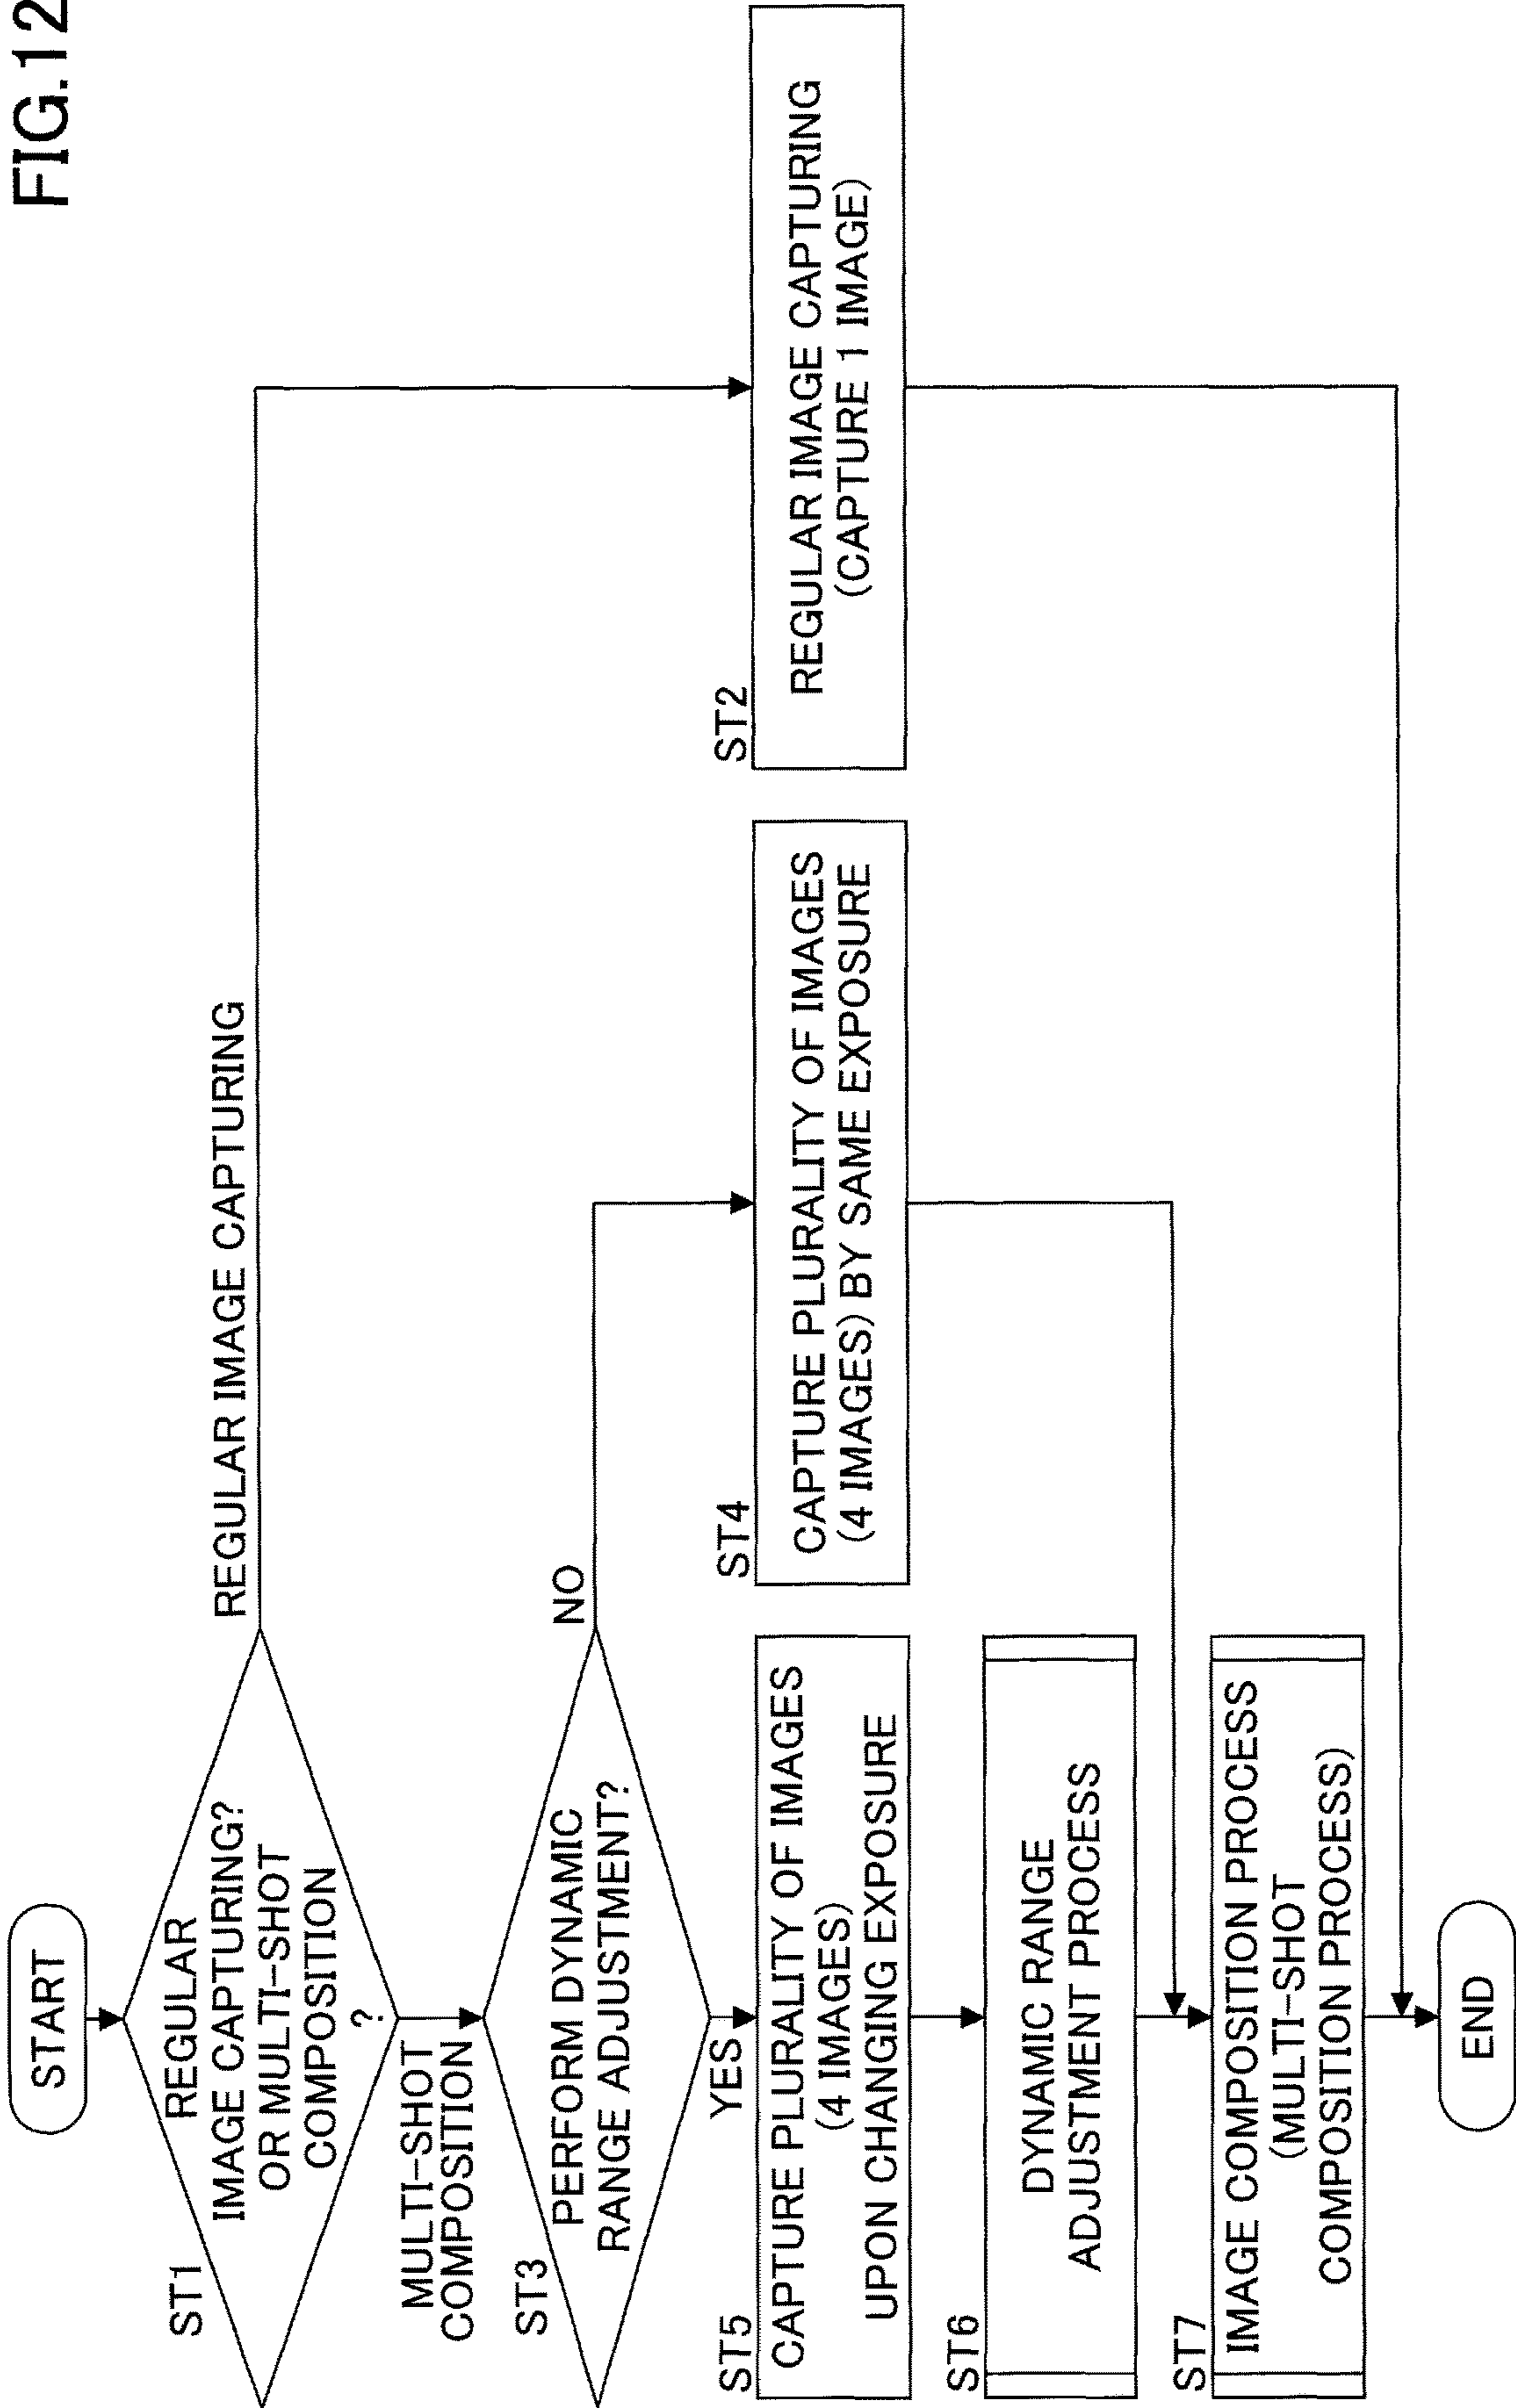 FIG.12
START
ST1
REGULAR
IMAGE CAPTURING?
OR MULTI-SHOT
COMPOSITION
?
REGULAR IMAGE CAPTURING
MULTI-SHOT
COMPOSITION
ST3
PERFORM DYNAMIC
RANGE ADJUSTMENT?
NO
YES
ST5
CAPTURE PLURALITY OF IMAGES
(4 IMAGES)
UPON CHANGING EXPOSURE
ST4
CAPTURE PLURALITY OF IMAGES
(4 IMAGES) BY SAME EXPOSURE
ST2
REGULAR IMAGE CAPTURING
(CAPTURE 1 IMAGE)
ST6
DYNAMIC RANGE
ADJUSTMENT PROCESS
ST7
IMAGE COMPOSITION PROCESS
(MULTI-SHOT
COMPOSITION PROCESS)
END